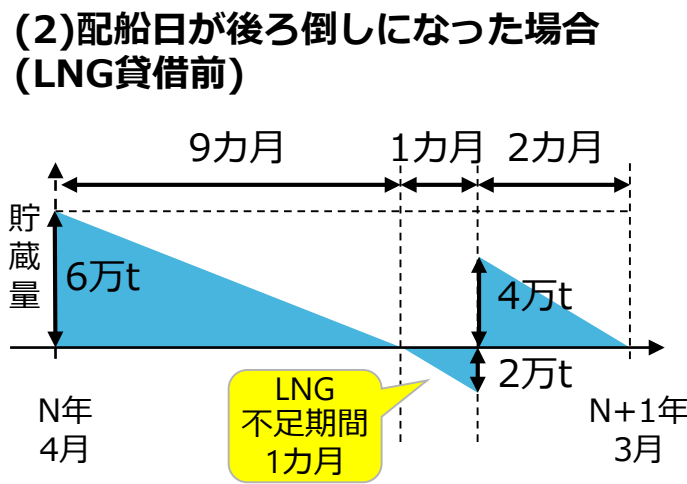 (2)配船日が後ろ倒しになった場合
(LNG貸借前)
9カ月
1カ月
2カ月
貯蔵量
6万t
4万t
2万t
LNG
不足期間
1カ月
N年
4月
N+1年
3月